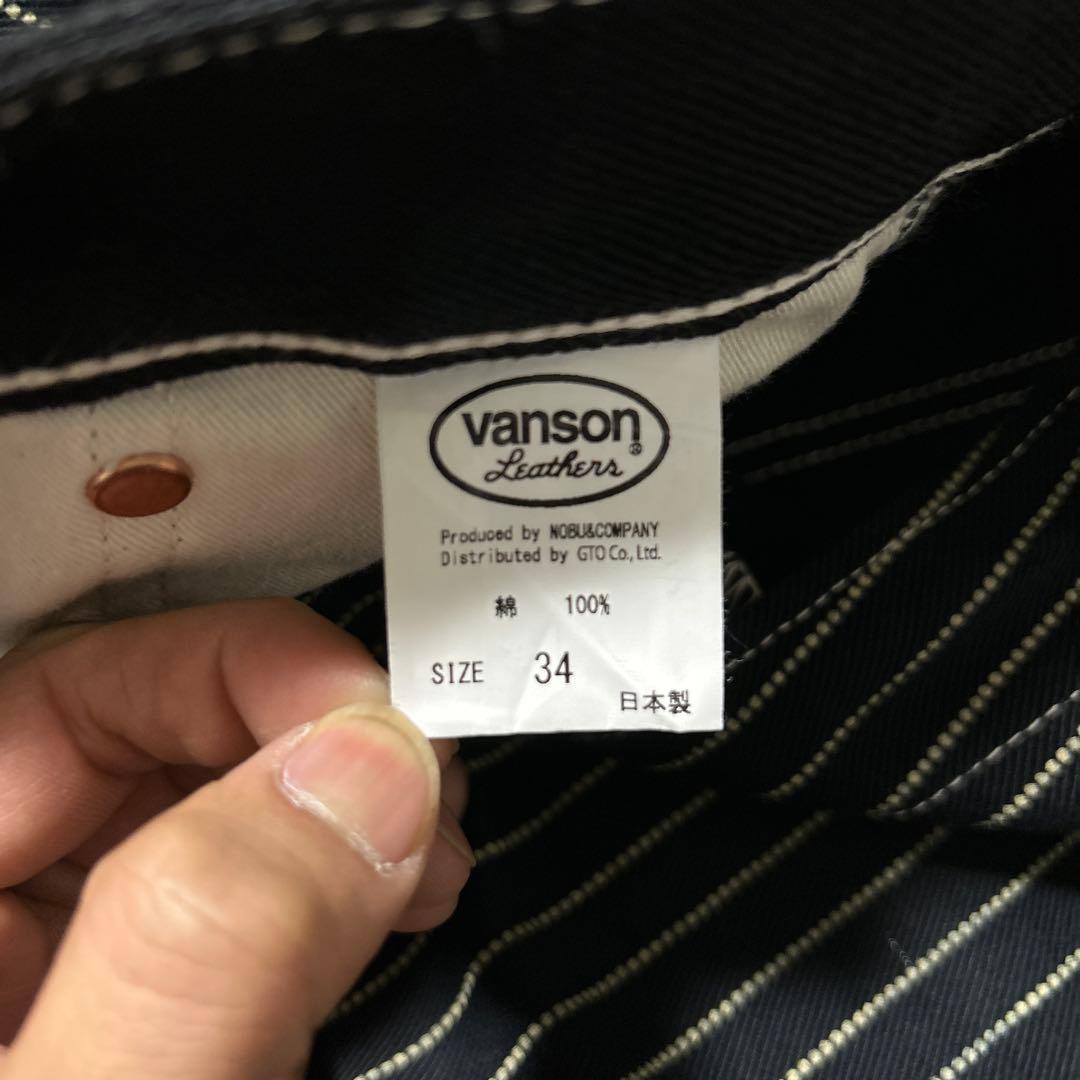 vanson®
Leathers
Produced by NOBU&COMPANY
Distributed by GTO Co., Ltd.
綿 100%
SIZE 34
日本製